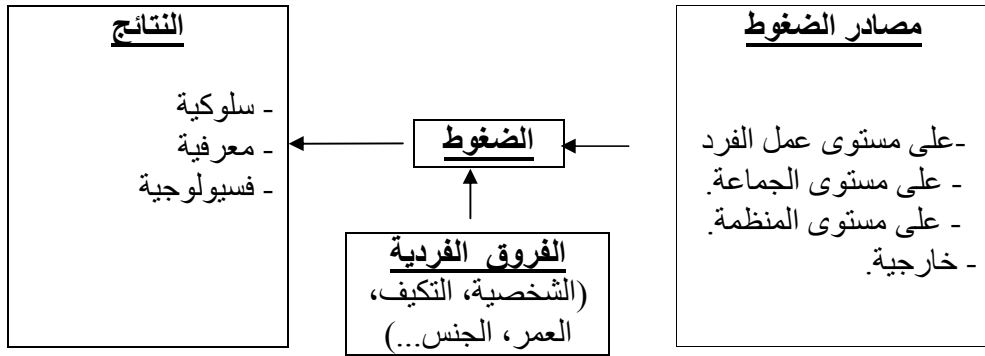 مصادر الضغوط
-على مستوى عمل الفرد
- على مستوى الجماعة.
- على مستوى المنظمة.
- خارجية.
الضغوط
الفروق الفردية
(الشخصية، التكيف،
العمر، الجنس...)
النتائج
- سلوكية
- معرفية
- فسيولوجية